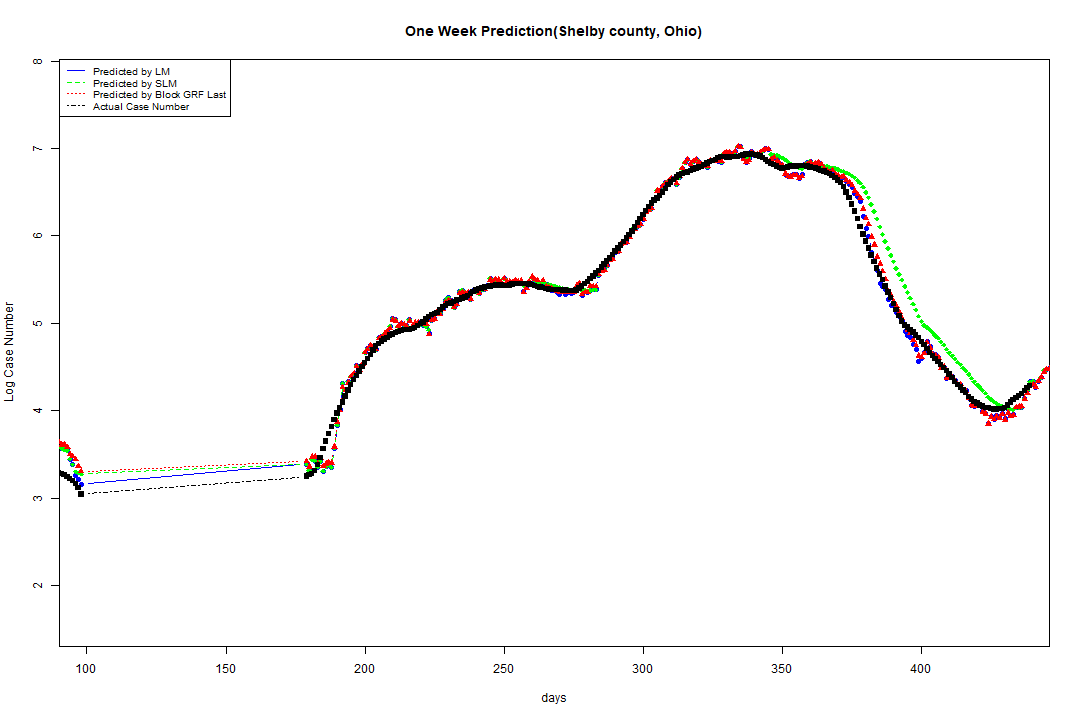 One Week Prediction(Shelby county, Ohio)
Predicted by LM
Predicted by SLM
Predicted by Block GRF Last
Actual Case Number
8
7
6
5
4
3
2
Log Case Number
100 150 200 250 300 350 400
days